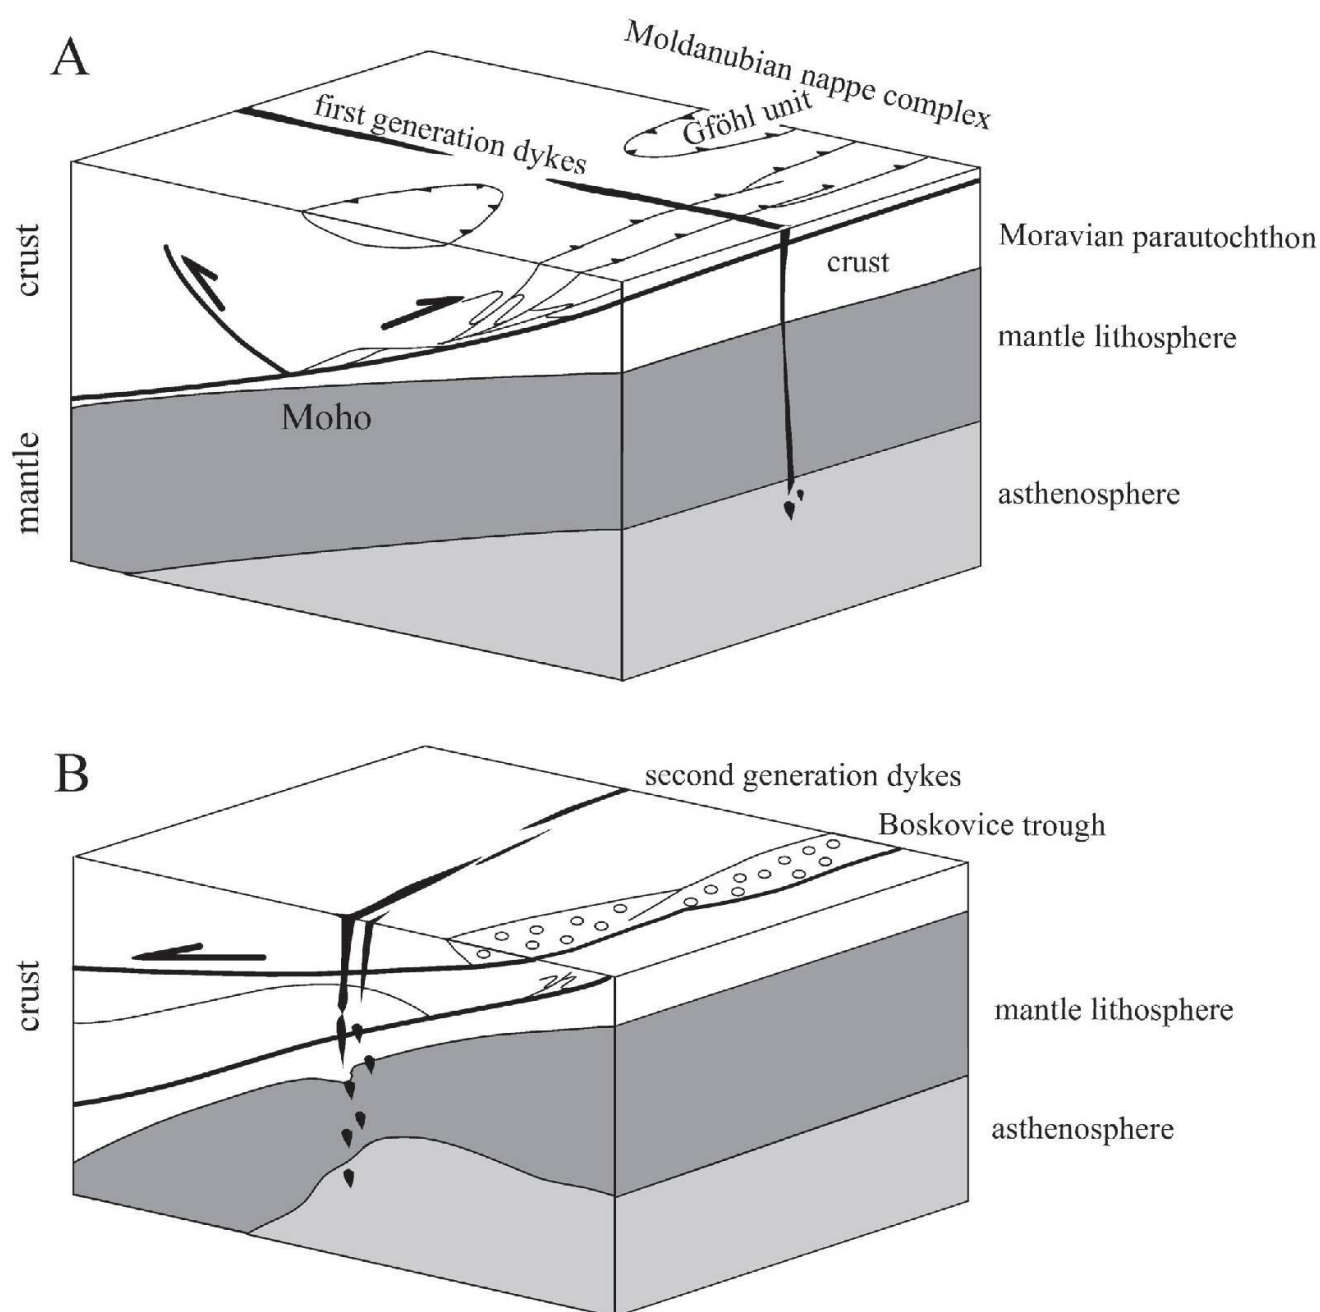 A
Moldanubian nappe complex
first generation dykes
Gföhl unit
crust
Moravian parautochthon
crust
mantle lithosphere
Moho
mantle
asthenosphere
B
second generation dykes
Boskovice trough
crust
mantle lithosphere
asthenosphere